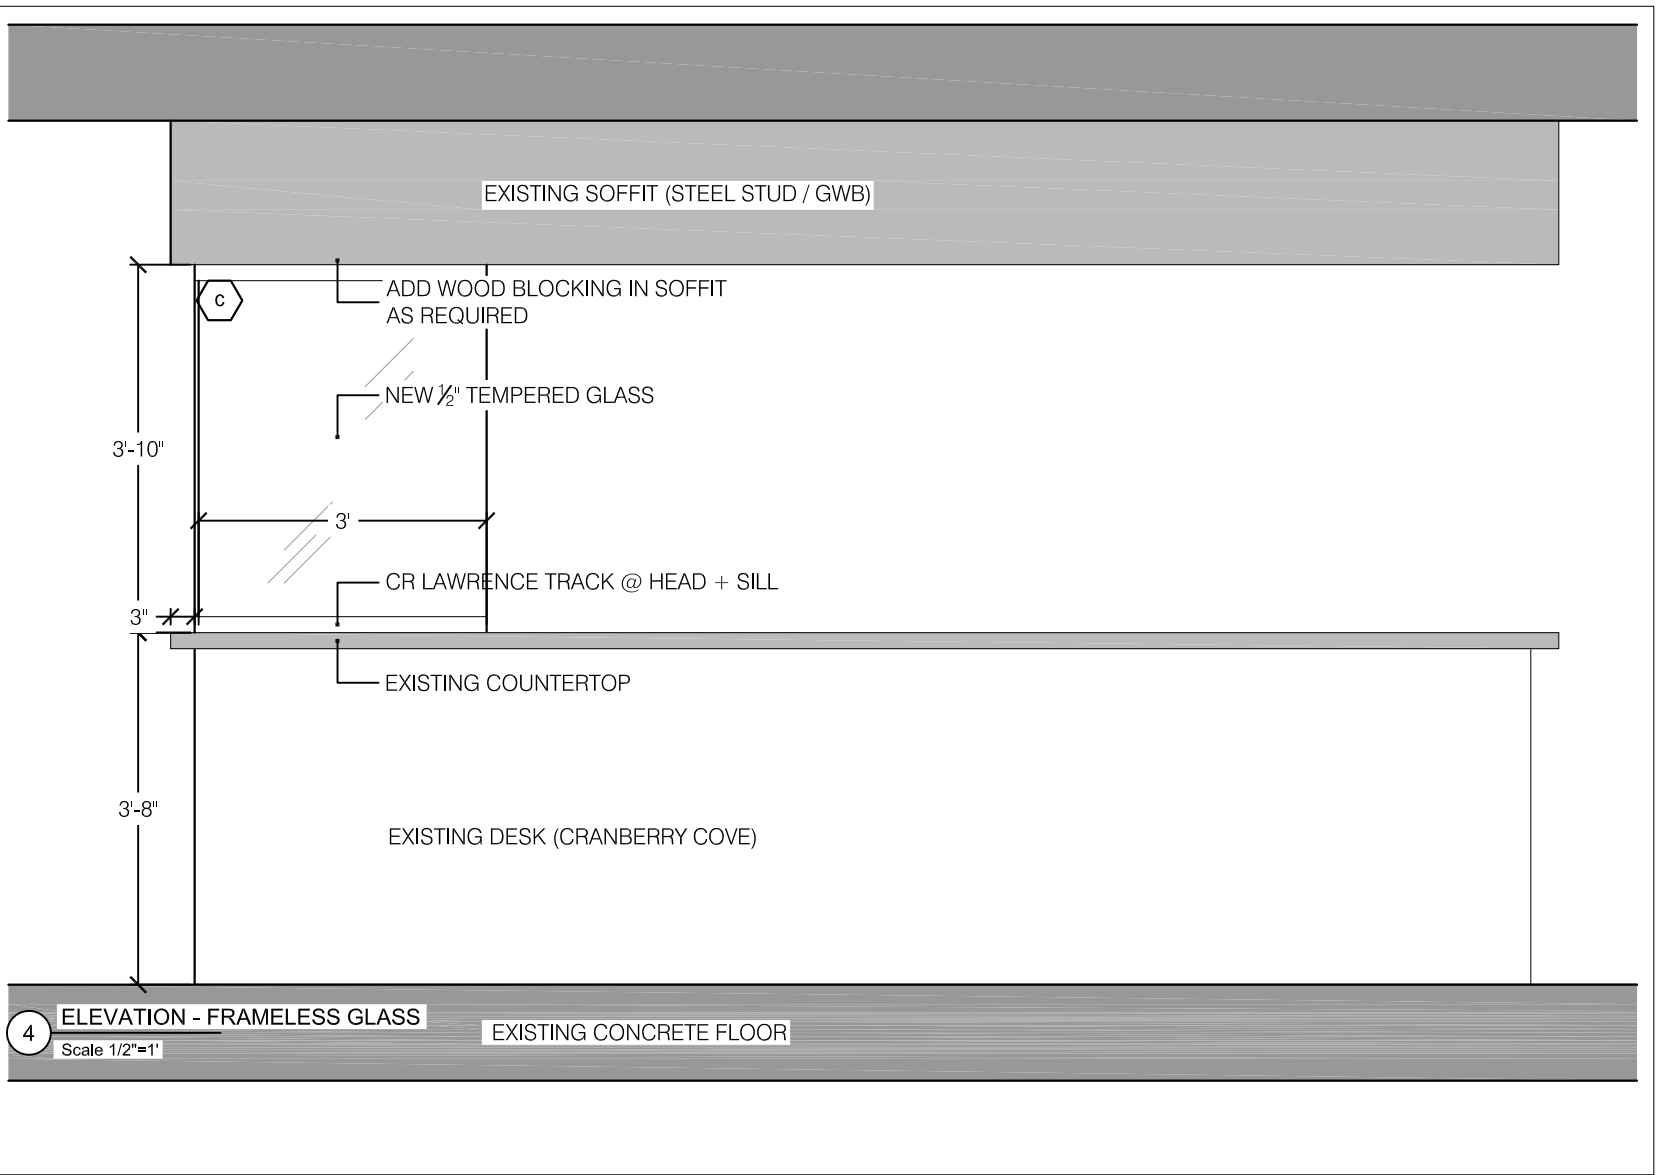 EXISTING SOFFIT (STEEL STUD / GWB)
C
ADD WOOD BLOCKING IN SOFFIT
AS REQUIRED
NEW ½" TEMPERED GLASS
3'-10"
3'
CR LAWRENCE TRACK @ HEAD + SILL
3"
EXISTING COUNTERTOP
3'-8"
EXISTING DESK (CRANBERRY COVE)
4
ELEVATION - FRAMELESS GLASS
Scale 1/2"=1'
EXISTING CONCRETE FLOOR